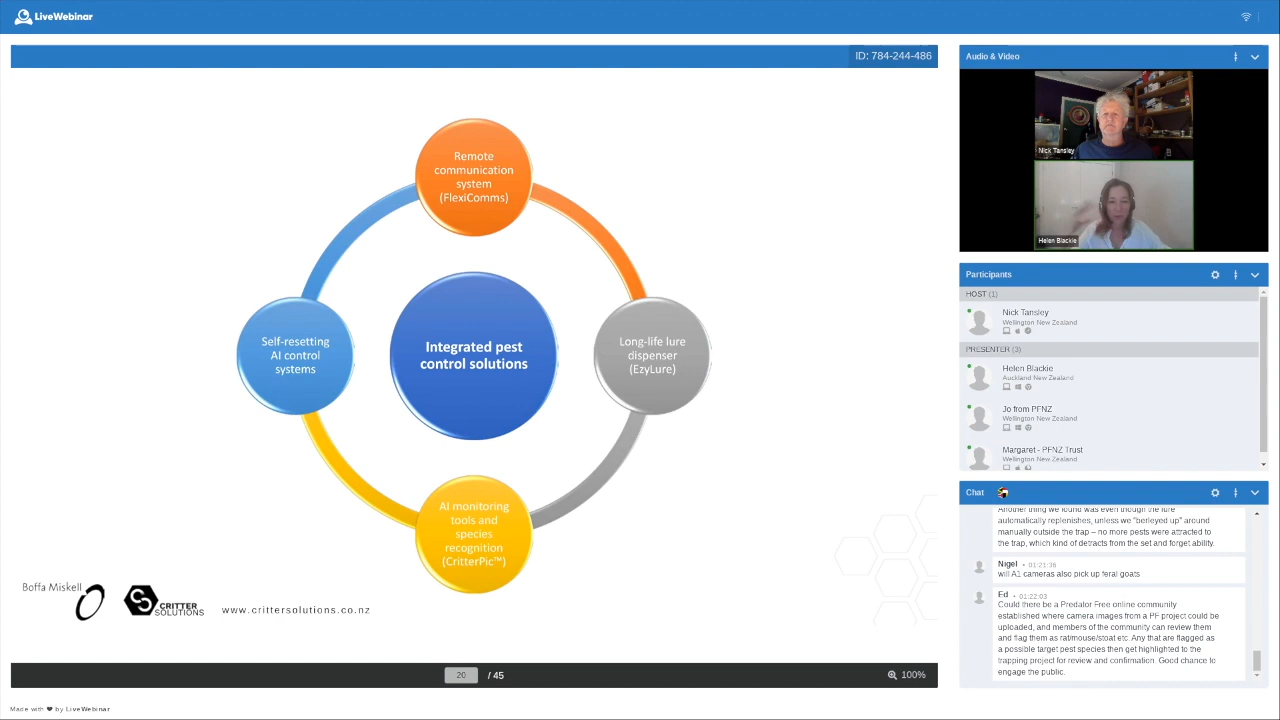 LiveWebinar
ID: 784-244-486
Remote
communication
system
(FlexiComms)
Self-resetting
AI control
systems
Integrated pest
control solutions
Long-life lure
dispenser
(EzyLure)
AI monitoring
tools and
species
recognition
(CritterPic™)
Boffa Miskell
CRITTER
SOLUTIONS
www.crittersolutions.co.nz
20 / 45
100%
Made with ❤ by LiveWebinar
Audio & Video
Nick Tansley
Helen Blackie
Participants
HOST (1)
Nick Tansley
Wellington New Zealand
PRESENTER (3)
Helen Blackie
Auckland New Zealand
Jo from PFNZ
Wellington New Zealand
Margaret - PFNZ Trust
Wellington New Zealand
Chat
Another thing we found was even though the lure
automatically replenishes, unless we "berleyed up" around
manually outside the trap – no more pests were attracted to
the trap, which kind of detracts from the set and forget ability.
Nigel • 01:21:36
will A1 cameras also pick up feral goats
Ed • 01:22:03
Could there be a Predator Free online community
established where camera images from a PF project could be
uploaded, and members of the community can review them
and flag them as rat/mouse/stoat etc. Any that are flagged as
a possible target pest species then get highlighted to the
trapping project for review and confirmation. Good chance to
engage the public.